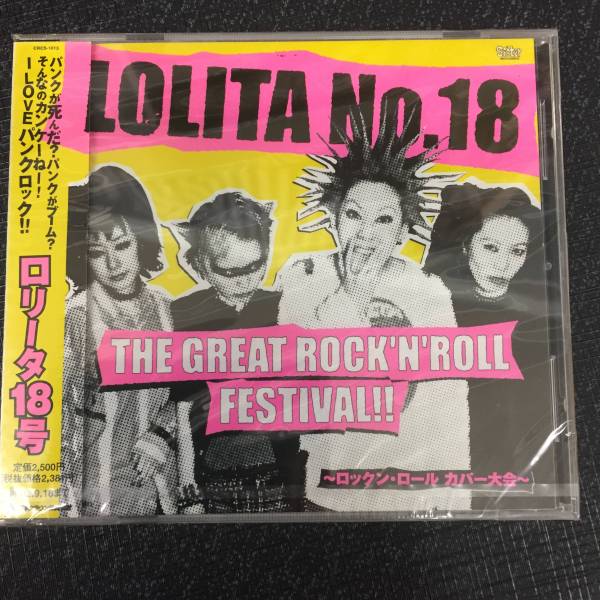 CRCS-1013
パンクが死んだ?パンクがブーム?
そんなのカンケーねー!
I LOVE パンクロック!!
ロリータ18号
定価2,500円
LOLITA No.18
THE GREAT ROCK'N'ROLL
FESTIVAL!!
~ロックン・ロール カバー大会~